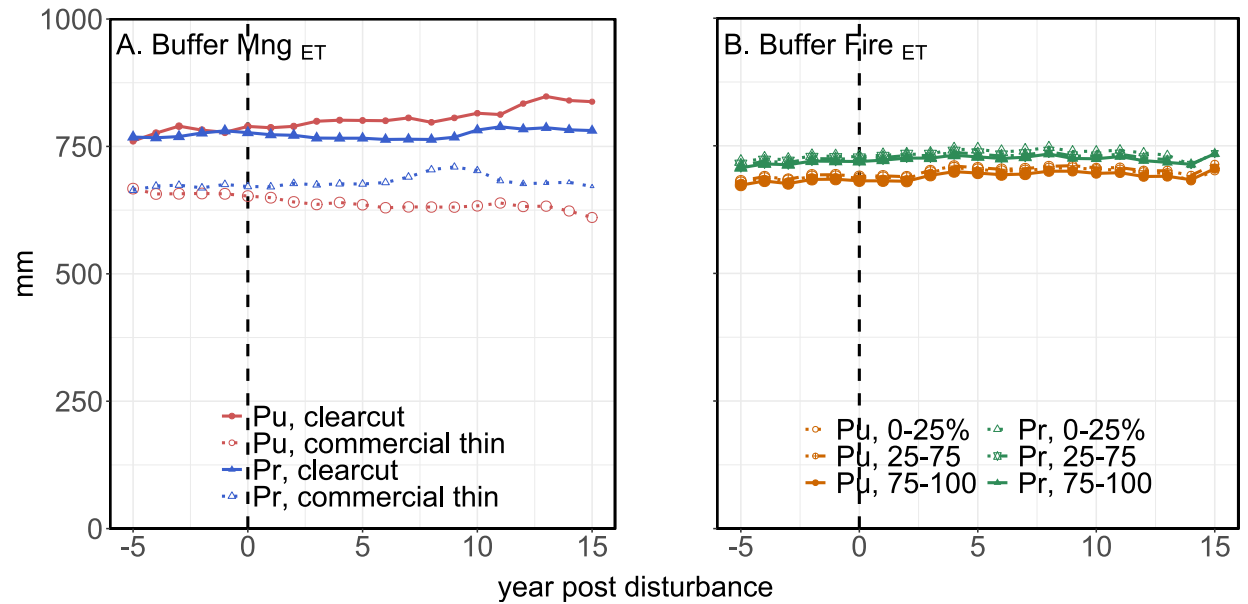 A. Buffer Mng ET
B. Buffer Fire ET
1000
750
500
250
0
mm
Pu, clearcut
Pu, commercial thin
Pr, clearcut
Pr, commercial thin
Pu, 0-25% Pr, 0-25%
Pu, 25-75 Pr, 25-75
Pu, 75-100 Pr, 75-100
-5 0 5 10 15 -5 0 5 10 15
year post disturbance